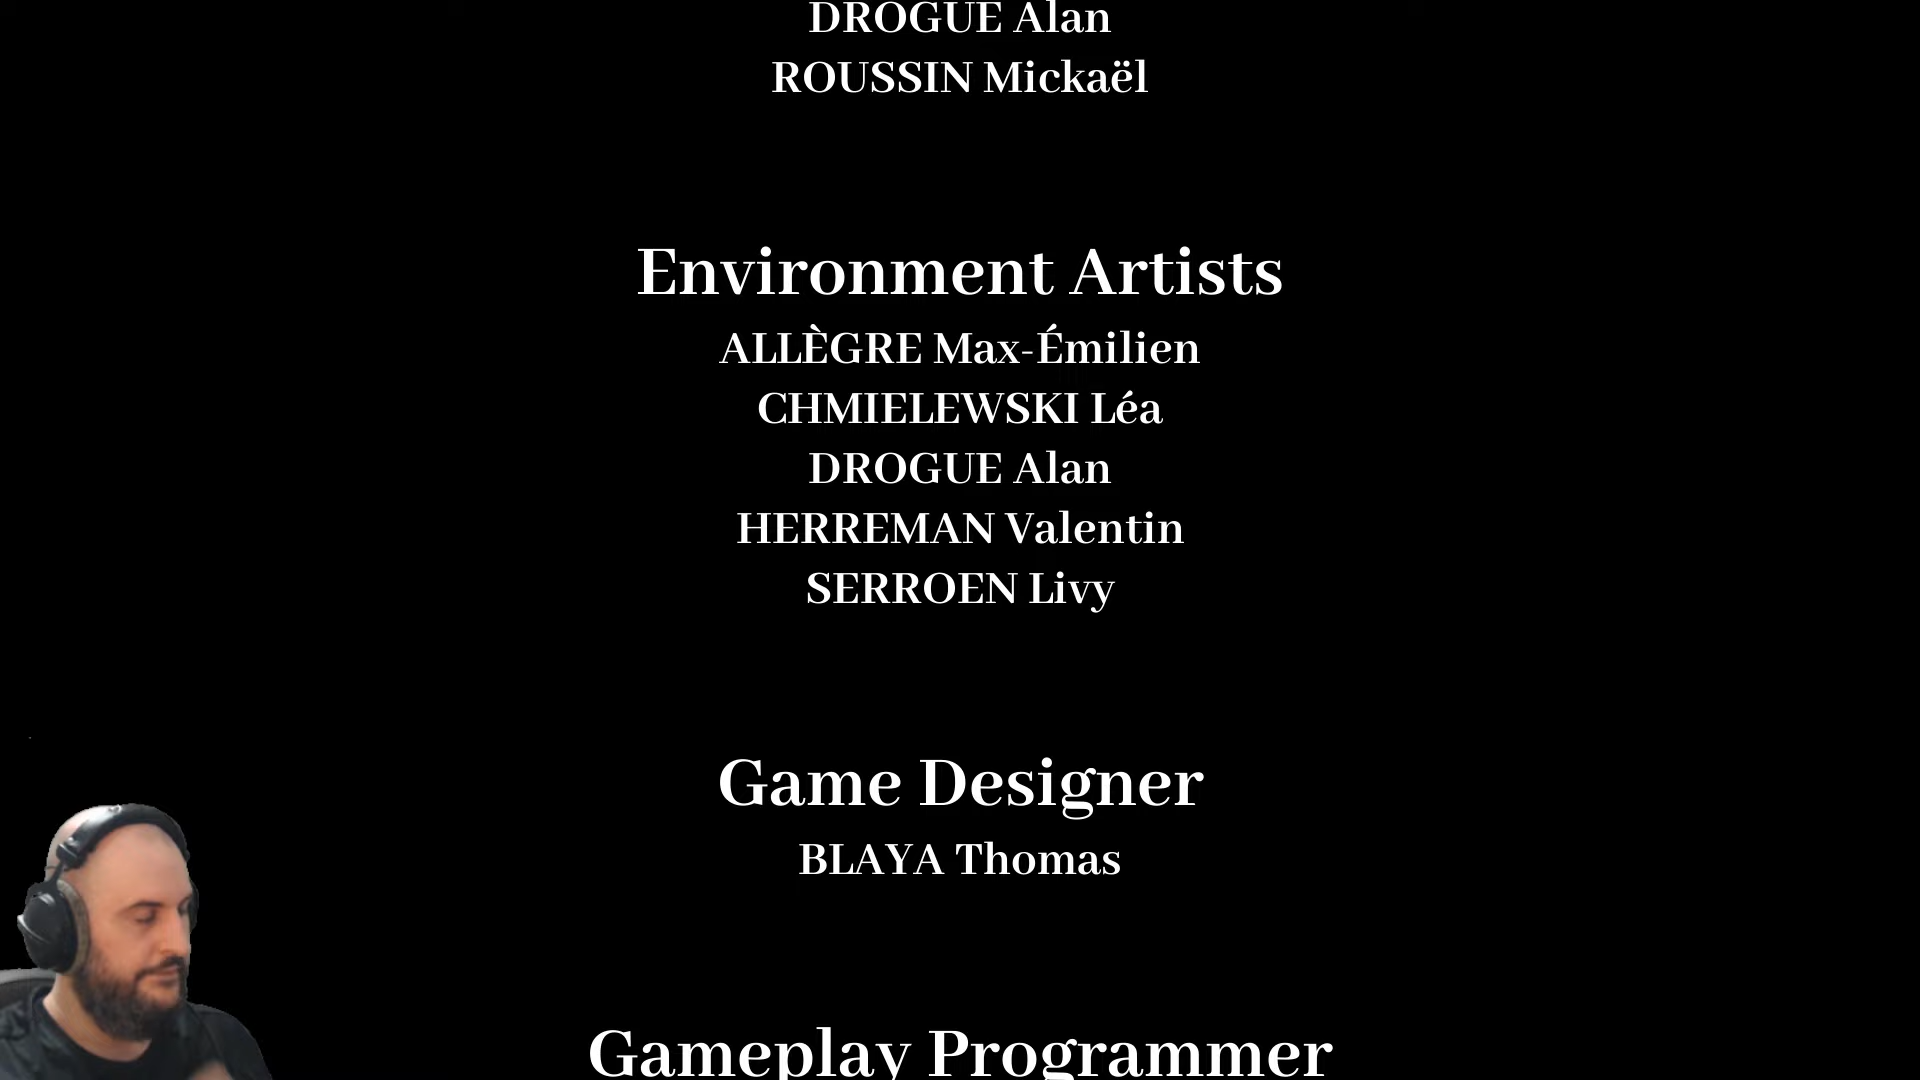 DROGUE Alan
ROUSSIN Mickaël
Environment Artists
ALLÈGRE Max-Émilien
CHMIELEWSKI Léa
DROGUE Alan
HERREMAN Valentin
SERROEN Livy
Game Designer
BLAYA Thomas
Gameplay Programmer